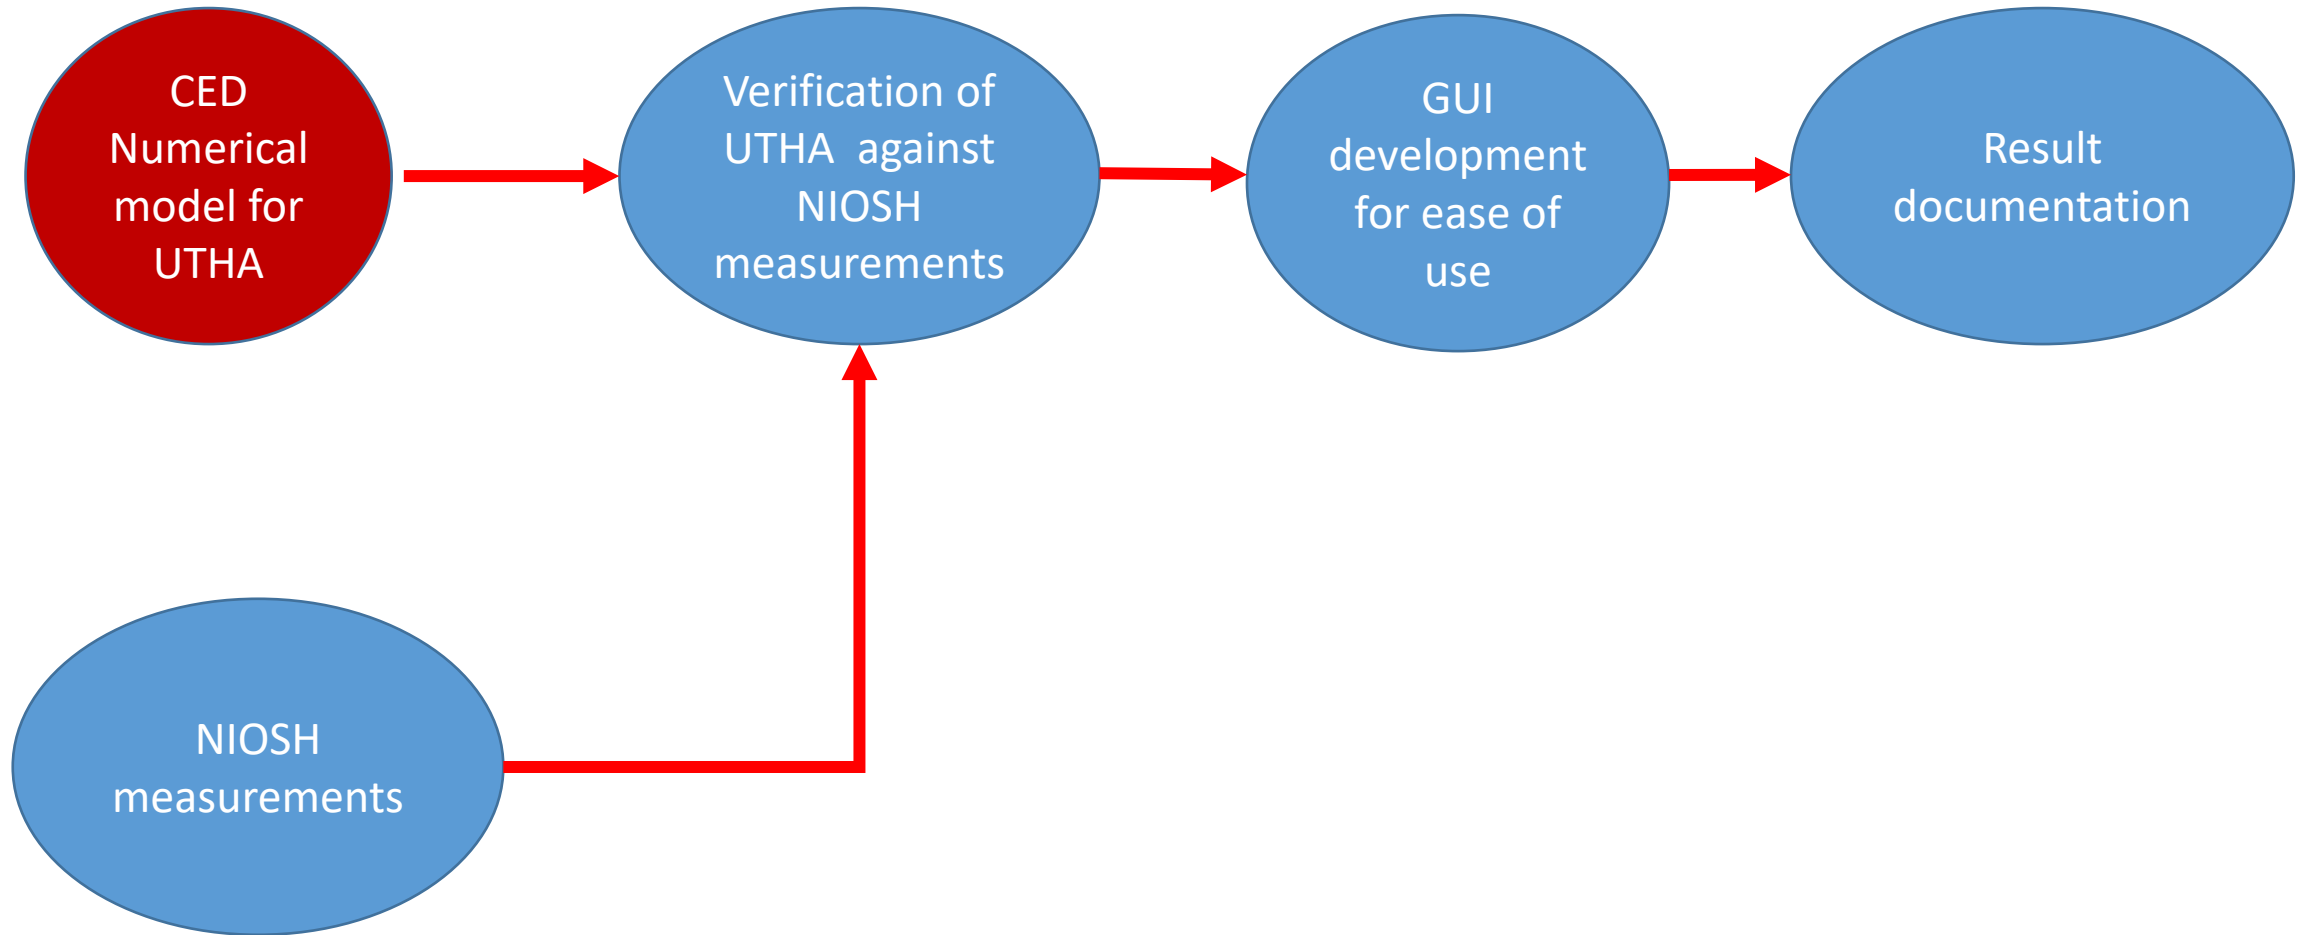 CED
Numerical
model for
UTHA
Verification of
UTHA  against
NIOSH
measurements
GUI
development
for ease of
use
Result
documentation
NIOSH
measurements